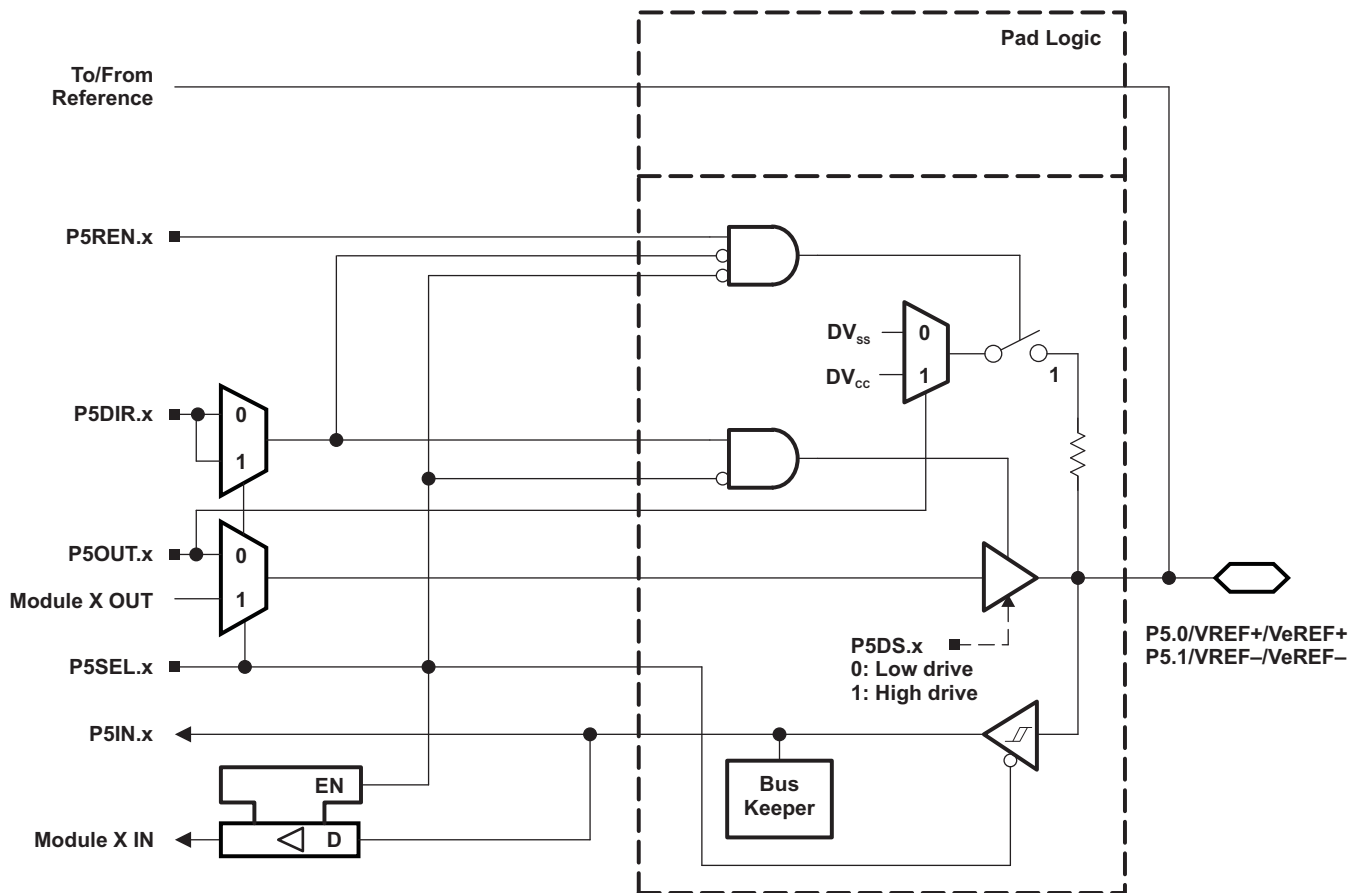 Pad Logic
To/From
Reference
P5REN.x
DVss
0
DVcc
1
1
P5DIR.x
0
1
P5OUT.x
0
Module X OUT
1
P5SEL.x
P5DS.x
0: Low drive
1: High drive
P5.0/VREF+/VeREF+
P5.1/VREF–/VeREF–
P5IN.x
Bus
Keeper
EN
Module X IN
D